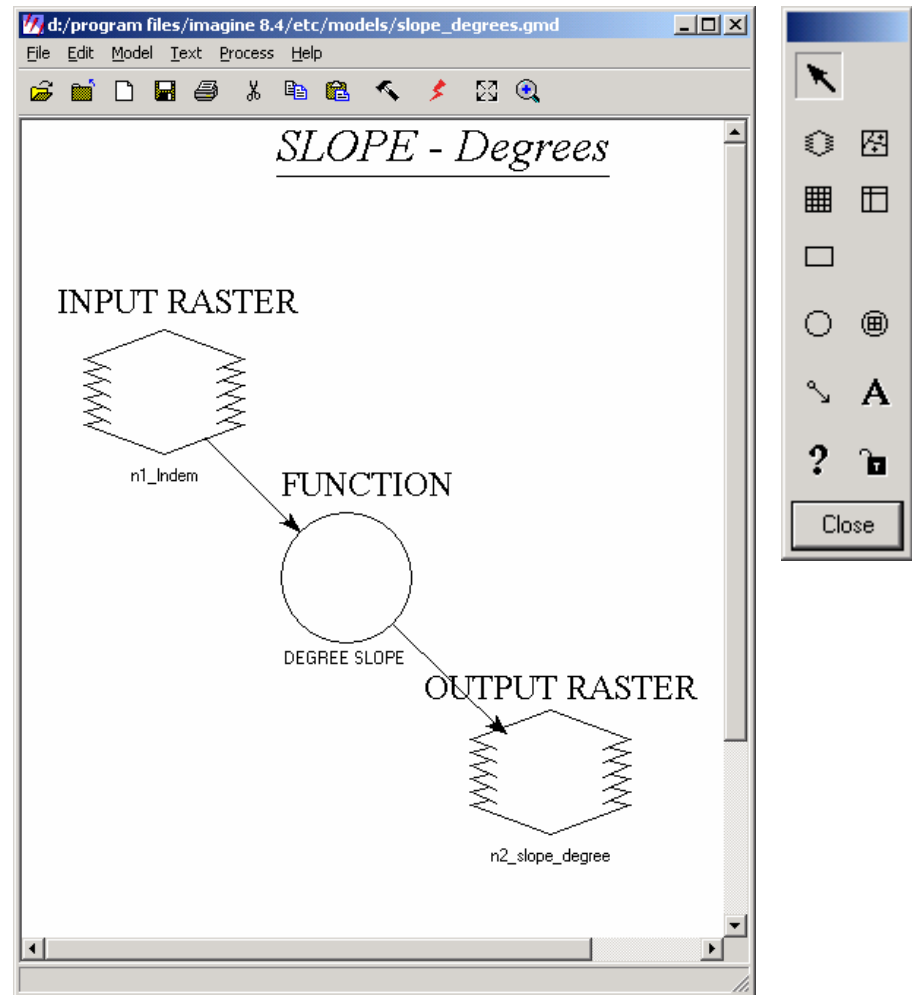 d:/program files/imagine 8.4/etc/models/slope_degrees.gmd
File Edit Model Text Process Help
SLOPE - Degrees
INPUT RASTER
n1_lndem
FUNCTION
DEGREE SLOPE
OUTPUT RASTER
n2_slope_degree
A
?
Close